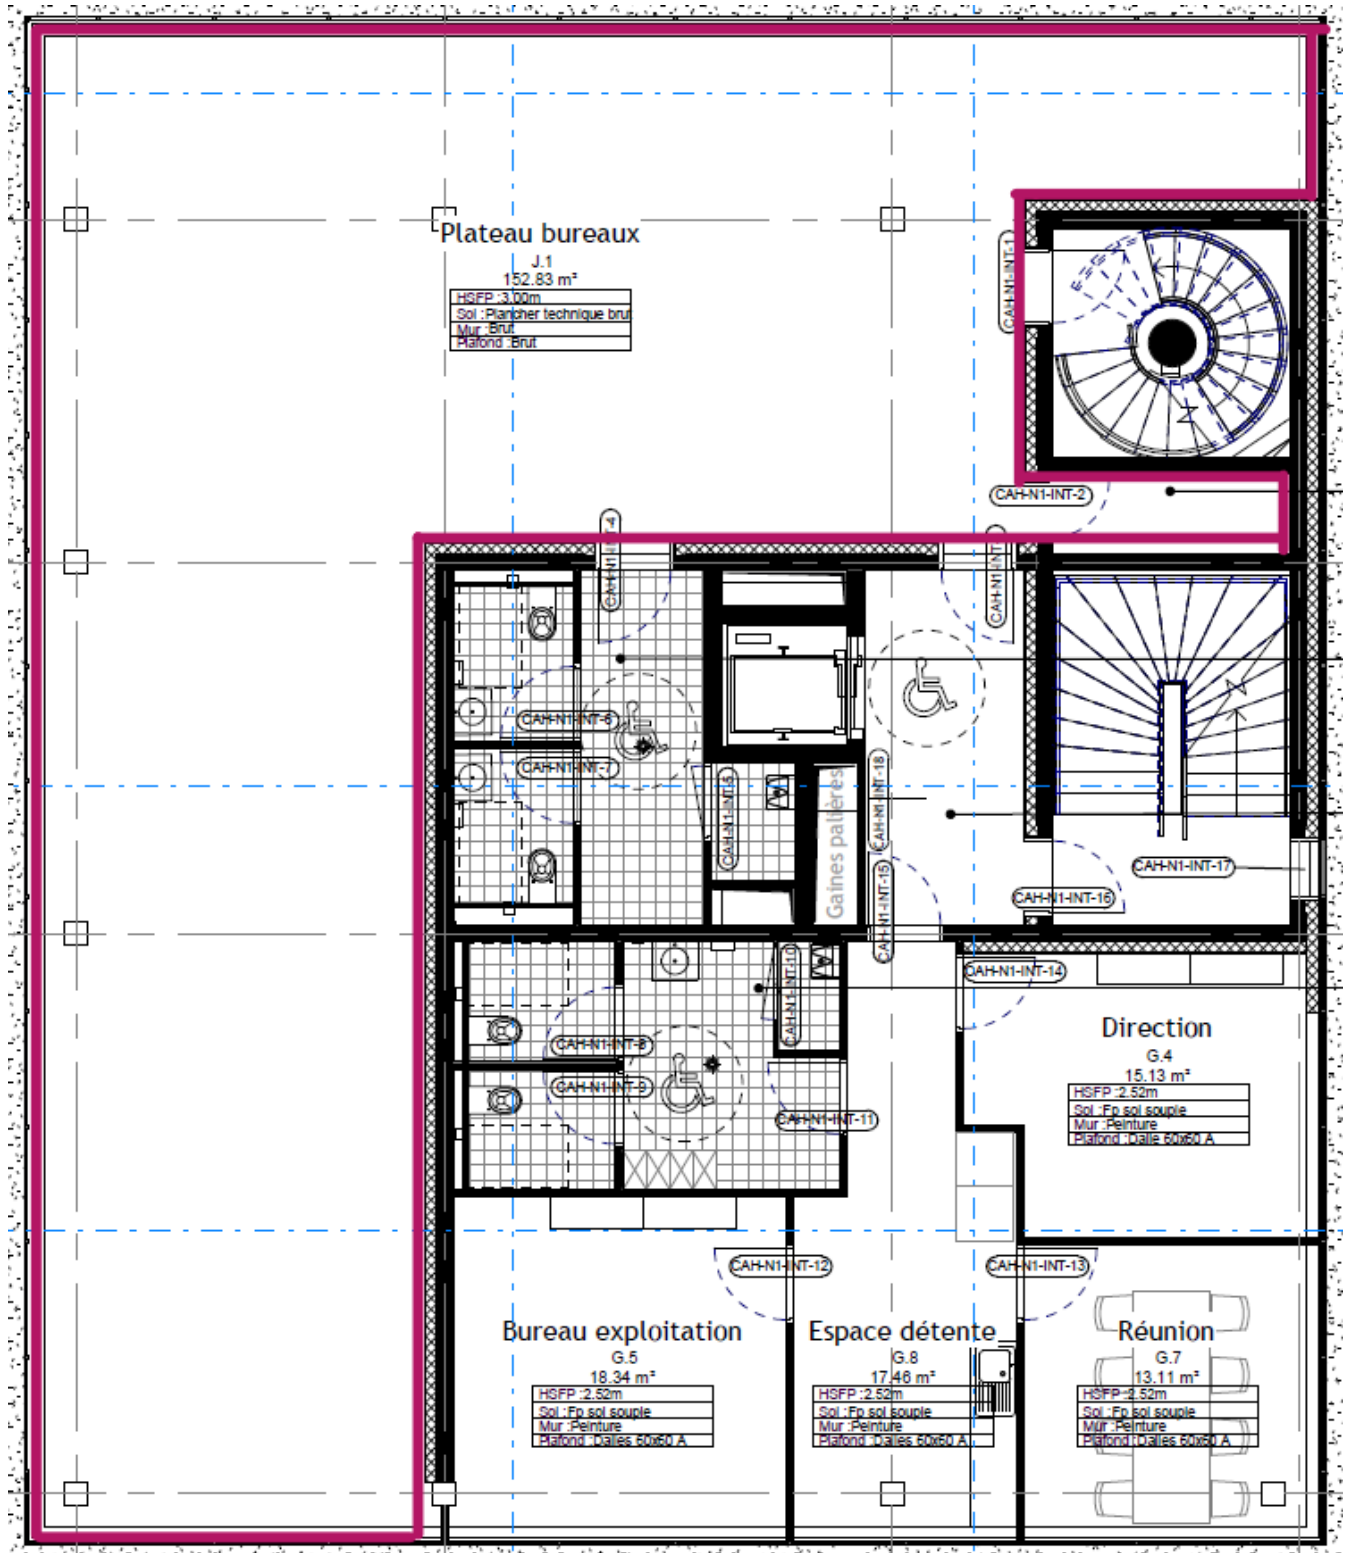 Plateau bureaux
J.1
152.83 m²
HSFP :3.00m
Sol :Plancher technique brut
Mur :Brut
Plafond :Brut
CAH-N1-INT-1
CAH-N1-INT-2
CAH-N1-INT-4
CAH-N1-INT-
CAH-N1-INT-6
CAH-N1-INT-7
CAH-N1-INT-5
Gaines palières
CAH-N1-INT-18
CAH-N1-INT-15
CAH-N1-INT-17
CAH-N1-INT-16
CAH-N1-INT-14
CAH-N1-INT-10
CAH-N1-INT-8
CAH-N1-INT-9
CAH-N1-INT-11
Direction
G.4
15.13 m²
HSFP :2.52m
Sol :Fp sol souple
Mur :Peinture
Plafond :Dalle 60x60 A
CAH-N1-INT-12
CAH-N1-INT-13
Bureau exploitation
G.5
18.34 m²
HSFP :2.52m
Sol :Fp sol souple
Mur :Peinture
Plafond :Dalles 60x60 A
Espace détente
G.8
17.46 m²
HSFP :2.52m
Sol :Fp sol souple
Mur :Peinture
Plafond :Dalles 60x60 A
Réunion
G.7
13.11 m²
HSFP :2.52m
Sol :Fp sol souple
Mur :Peinture
Plafond :Dalles 60x60 A